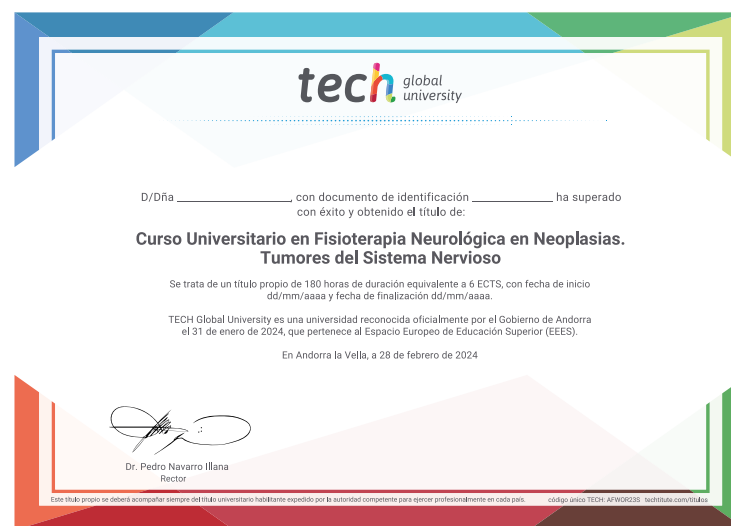 tech global university
D/Dña ____________________, con documento de identificación ______________ ha superado
con éxito y obtenido el título de:
Curso Universitario en Fisioterapia Neurológica en Neoplasias.
Tumores del Sistema Nervioso
Se trata de un título propio de 180 horas de duración equivalente a 6 ECTS, con fecha de inicio
dd/mm/aaaa y fecha de finalización dd/mm/aaaa.
TECH Global University es una universidad reconocida oficialmente por el Gobierno de Andorra
el 31 de enero de 2024, que pertenece al Espacio Europeo de Educación Superior (EEES).
En Andorra la Vella, a 28 de febrero de 2024
Dr. Pedro Navarro Illana
Rector
Este título propio se deberá acompañar siempre del título universitario habilitante expedido por la autoridad competente para ejercer profesionalmente en cada país. código único TECH: AFWOR23S techtitute.com/titulos